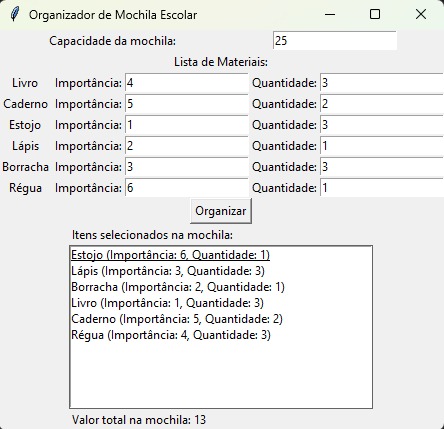 Organizador de Mochila Escolar
Capacidade da mochila: 25
Lista de Materiais:
Livro Importância: 4 Quantidade: 3
Caderno Importância: 5 Quantidade: 2
Estojo Importância: 1 Quantidade: 3
Lápis Importância: 2 Quantidade: 1
Borracha Importância: 3 Quantidade: 3
Régua Importância: 6 Quantidade: 1
Organizar
Itens selecionados na mochila:
Estojo (Importância: 6, Quantidade: 1)
Lápis (Importância: 3, Quantidade: 3)
Borracha (Importância: 2, Quantidade: 1)
Livro (Importância: 1, Quantidade: 3)
Caderno (Importância: 5, Quantidade: 2)
Régua (Importância: 4, Quantidade: 3)
Valor total na mochila: 13